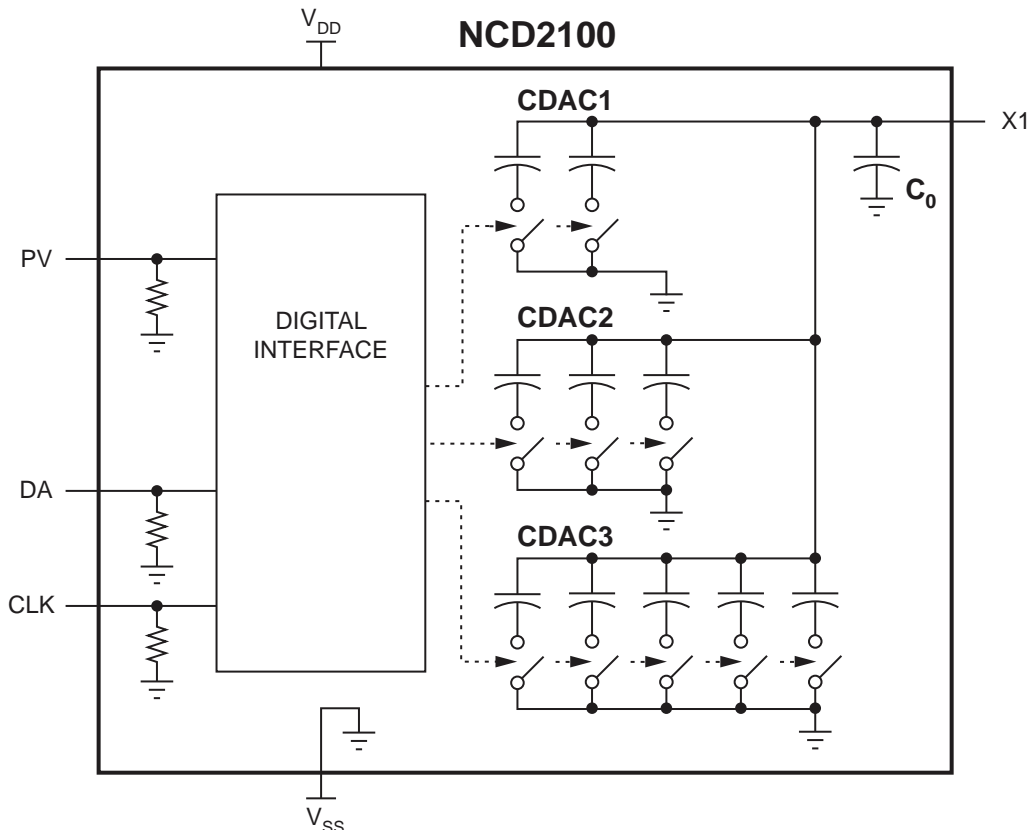 V_DD
NCD2100
CDAC1
X1
C_0
PV
DIGITAL
INTERFACE
CDAC2
DA
CDAC3
CLK
V_SS